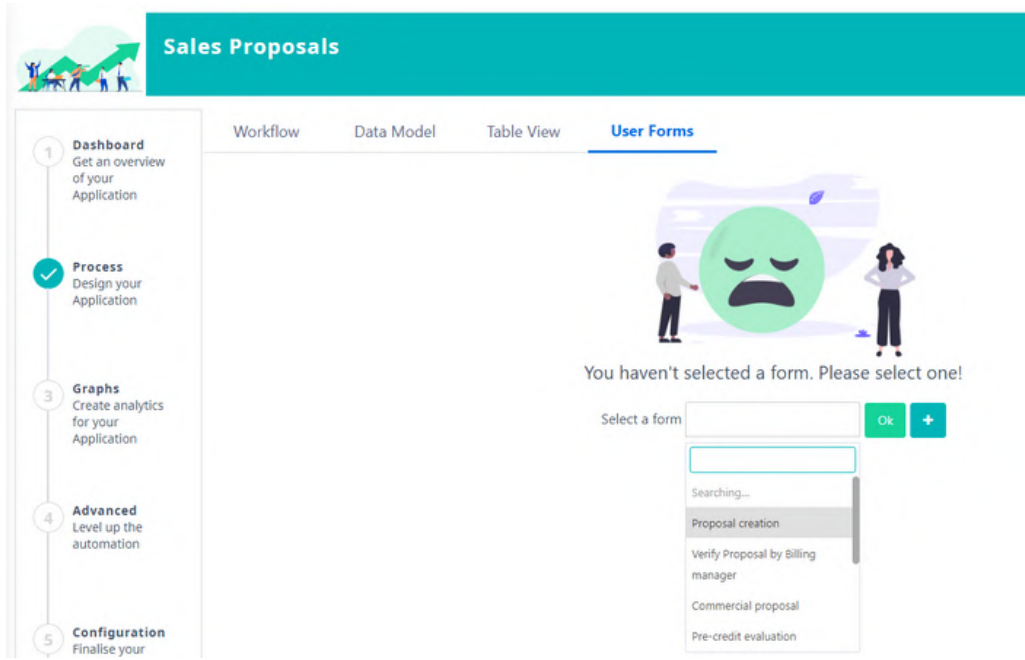 Sales Proposals
Workflow
Data Model
Table View
User Forms
1
Dashboard
Get an overview
of your
Application
Process
Design your
Application
3
Graphs
Create analytics
for your
Application
4
Advanced
Level up the
automation
5
Configuration
Finalise your
You haven't selected a form. Please select one!
Select a form
Ok
+
Searching...
Proposal creation
Verify Proposal by Billing
manager
Commercial proposal
Pre-credit evaluation